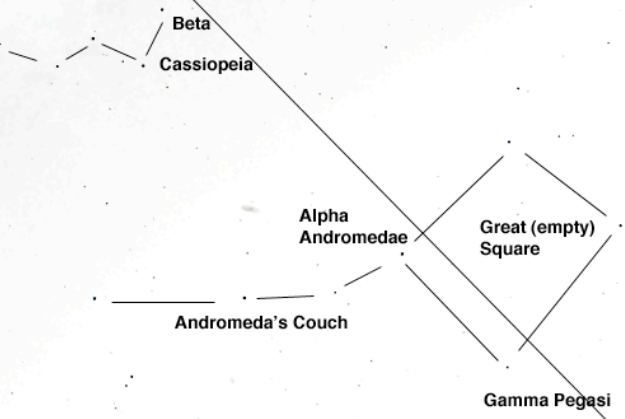 Beta
Cassiopeia
Alpha
Andromedae
Great (empty)
Square
Andromeda's Couch
Gamma Pegasi